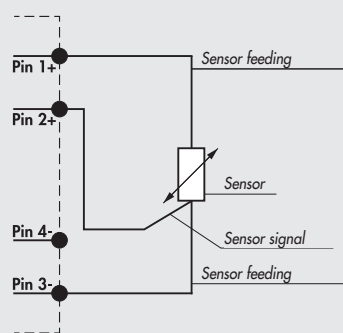 Sensor feeding
Pin 1+
Pin 2+
Sensor
Pin 4-
Sensor signal
Sensor feeding
Pin 3-